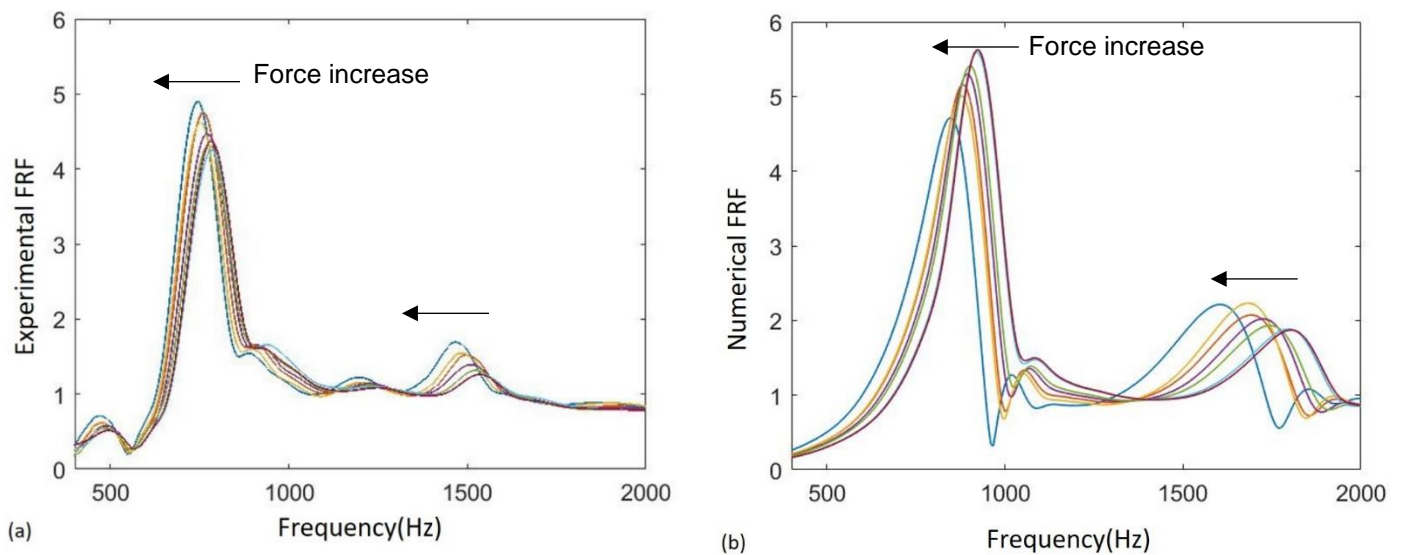 6
5
4
3
2
1
0
Experimental FRF
Force increase
500
1000
1500
2000
Frequency(Hz)
(a)
6
5
4
3
2
1
0
Numerical FRF
Force increase
500
1000
1500
2000
Frequency(Hz)
(b)